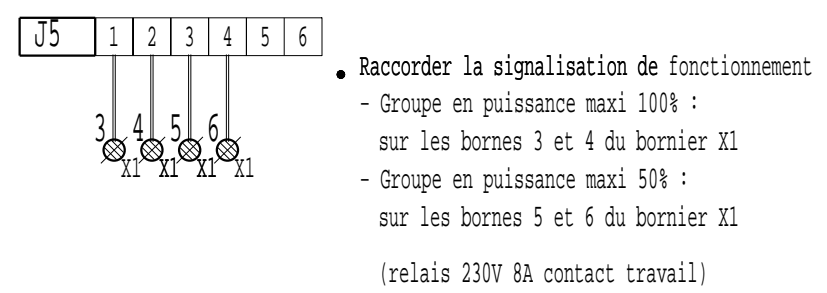 J5 1 2 3 4 5 6
3 4 5 6
X1 X1 X1 X1
• Raccorder la signalisation de fonctionnement
- Groupe en puissance maxi 100% :
sur les bornes 3 et 4 du bornier X1
- Groupe en puissance maxi 50% :
sur les bornes 5 et 6 du bornier X1
(relais 230V 8A contact travail)